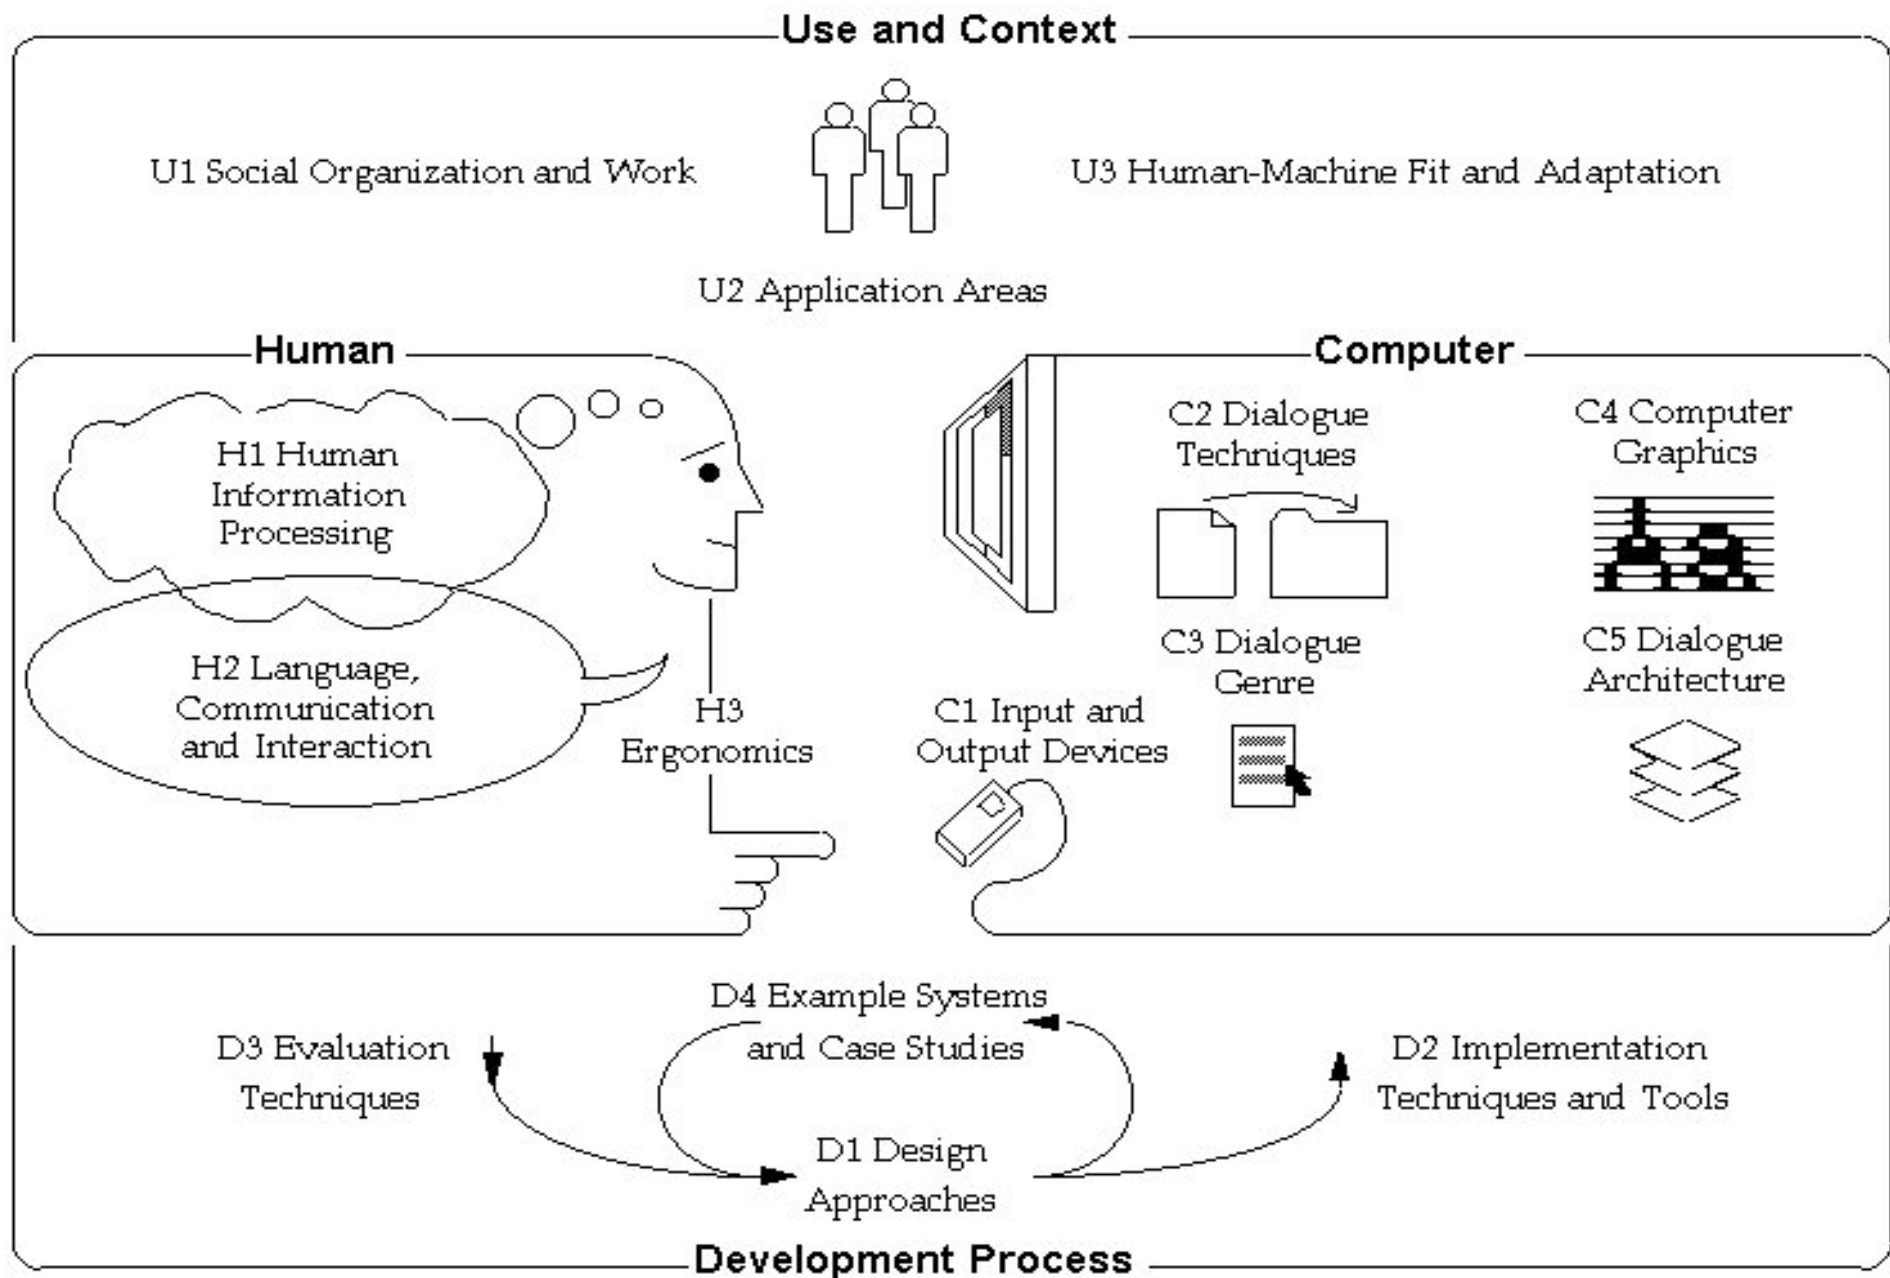 Use and Context
U1 Social Organization and Work
U3 Human-Machine Fit and Adaptation
U2 Application Areas
Human
H1 Human
Information
Processing
H2 Language,
Communication
and Interaction
H3
Ergonomics
Computer
C1 Input and
Output Devices
C2 Dialogue
Techniques
C3 Dialogue
Genre
C4 Computer
Graphics
C5 Dialogue
Architecture
D3 Evaluation
Techniques
D4 Example Systems
and Case Studies
D2 Implementation
Techniques and Tools
D1 Design
Approaches
Development Process